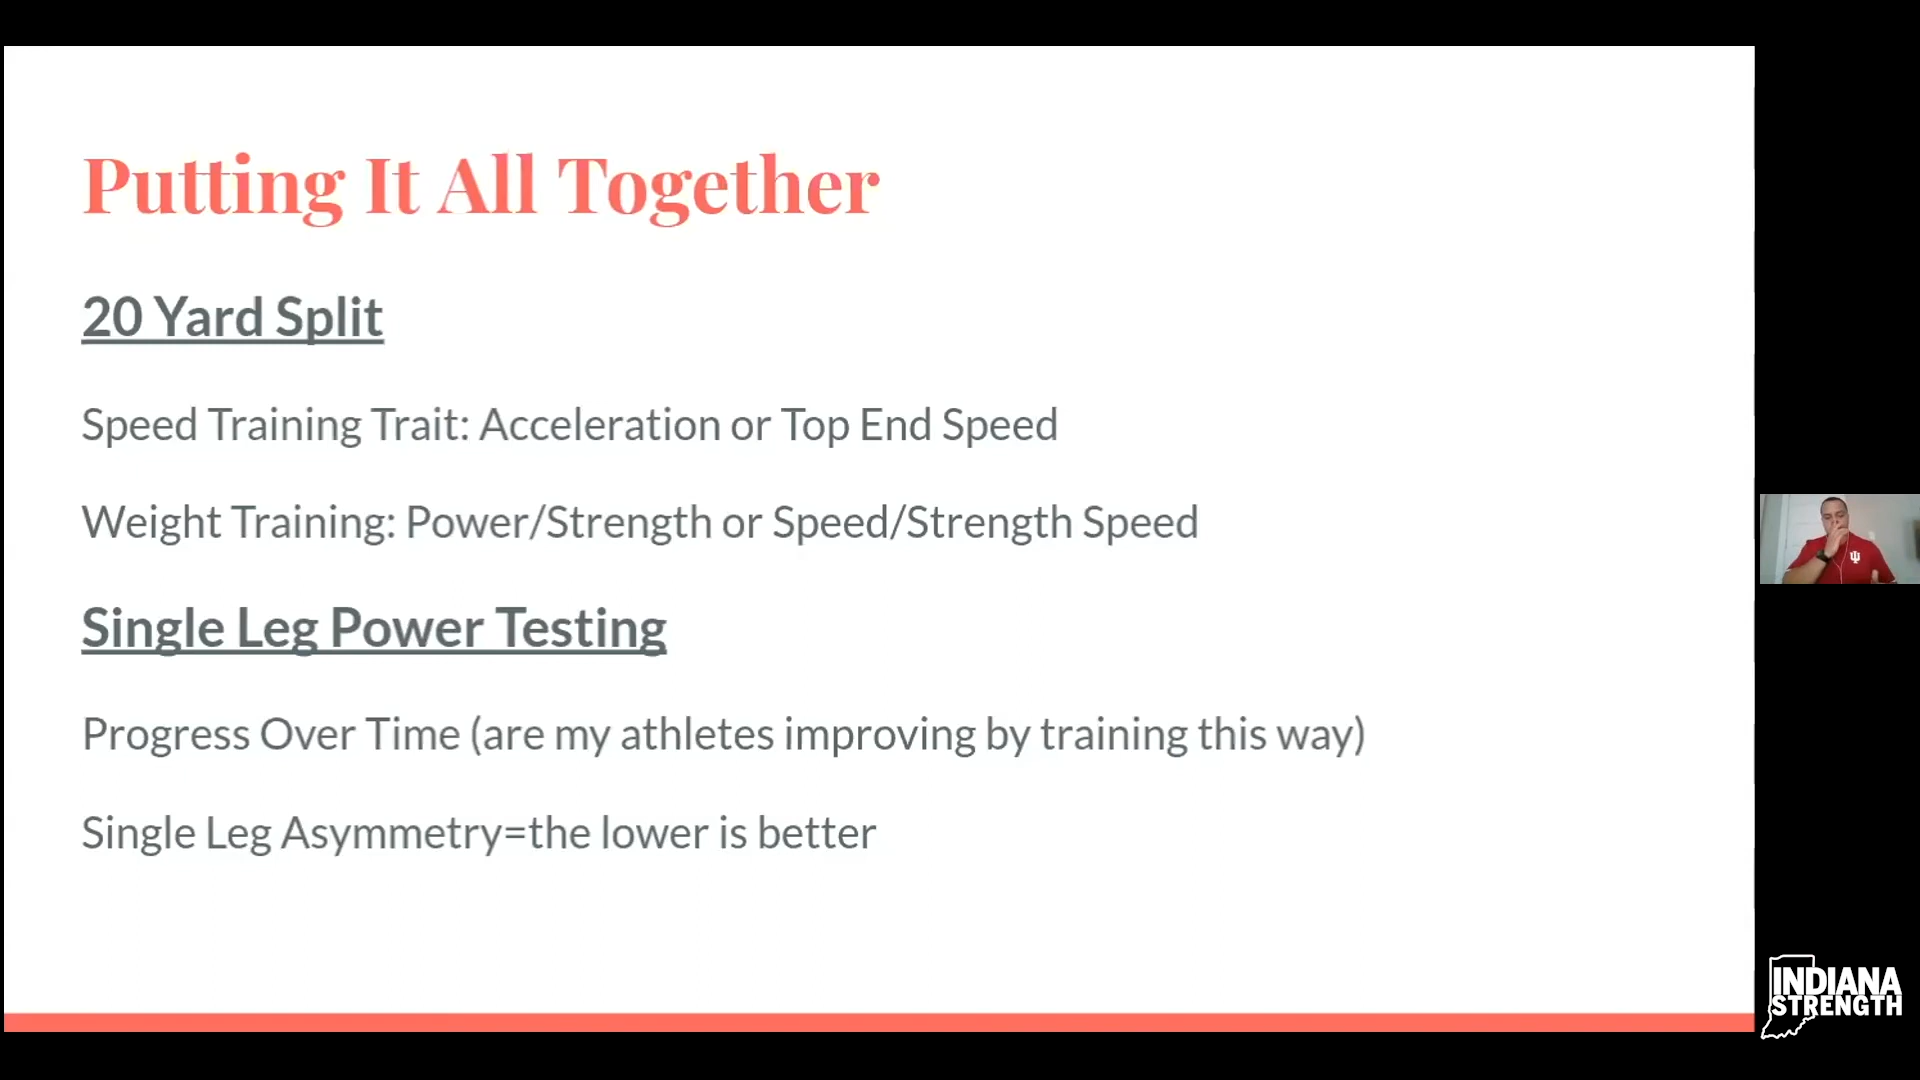 Putting It All Together
20 Yard Split
Speed Training Trait: Acceleration or Top End Speed
Weight Training: Power/Strength or Speed/Strength Speed
Single Leg Power Testing
Progress Over Time (are my athletes improving by training this way)
Single Leg Asymmetry=the lower is better
INDIANA
STRENGTH